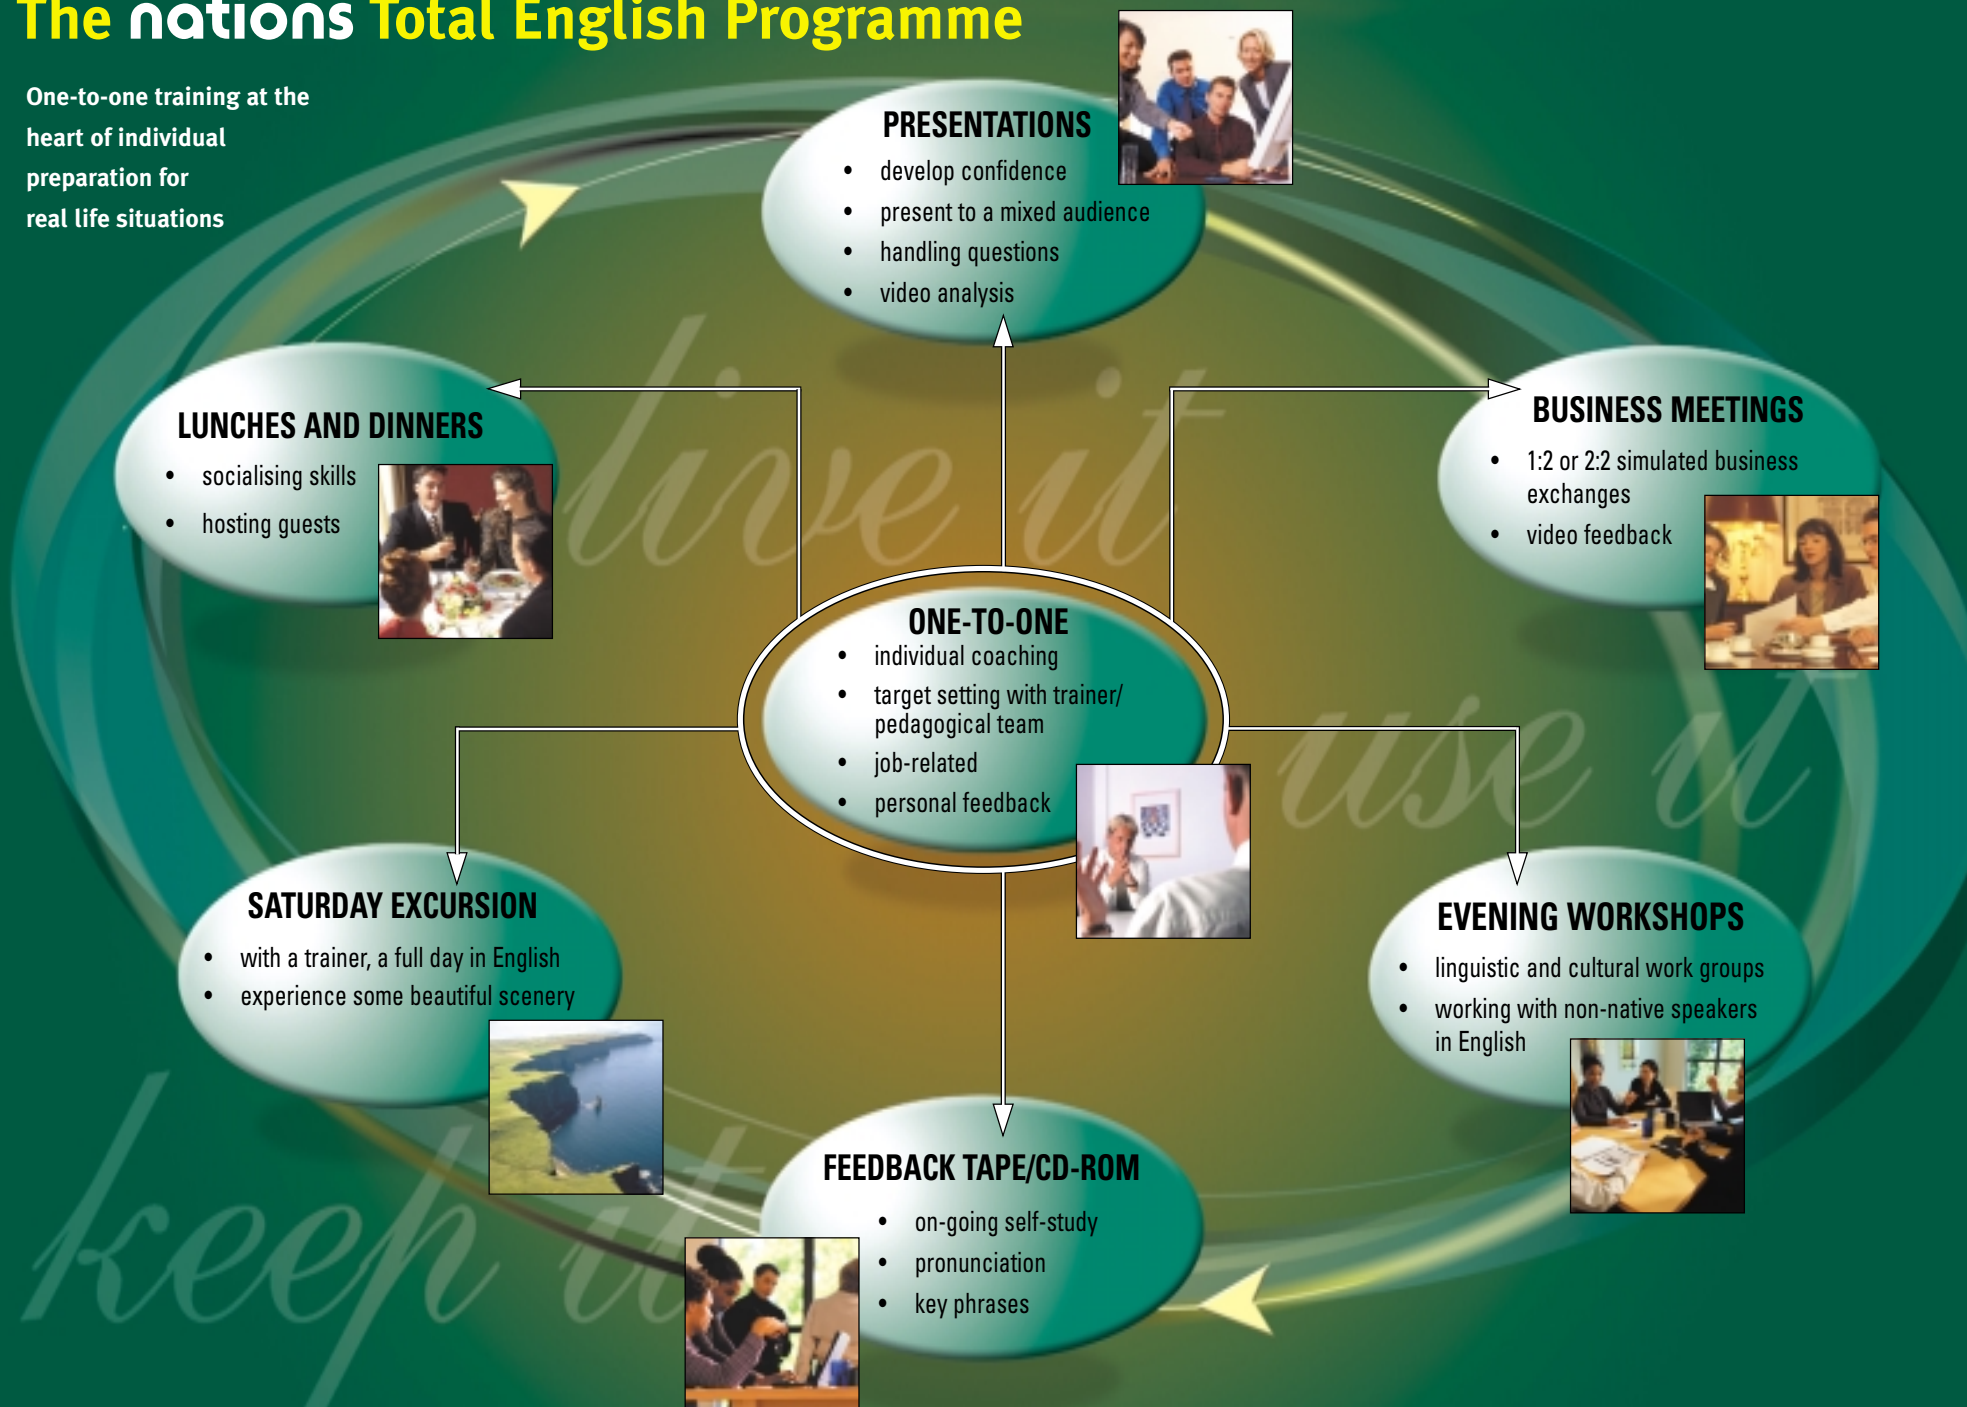 The nations Total English Programme
One-to-one training at the
heart of individual
preparation for
real life situations
PRESENTATIONS
• develop confidence
• present to a mixed audience
• handling questions
• video analysis
LUNCHES AND DINNERS
• socialising skills
• hosting guests
BUSINESS MEETINGS
• 1:2 or 2:2 simulated business
exchanges
• video feedback
live it
ONE-TO-ONE
• individual coaching
• target setting with trainer/
pedagogical team
• job-related
• personal feedback
use it
SATURDAY EXCURSION
• with a trainer, a full day in English
• experience some beautiful scenery
EVENING WORKSHOPS
• linguistic and cultural work groups
• working with non-native speakers
in English
keep it
FEEDBACK TAPE/CD-ROM
• on-going self-study
• pronunciation
• key phrases